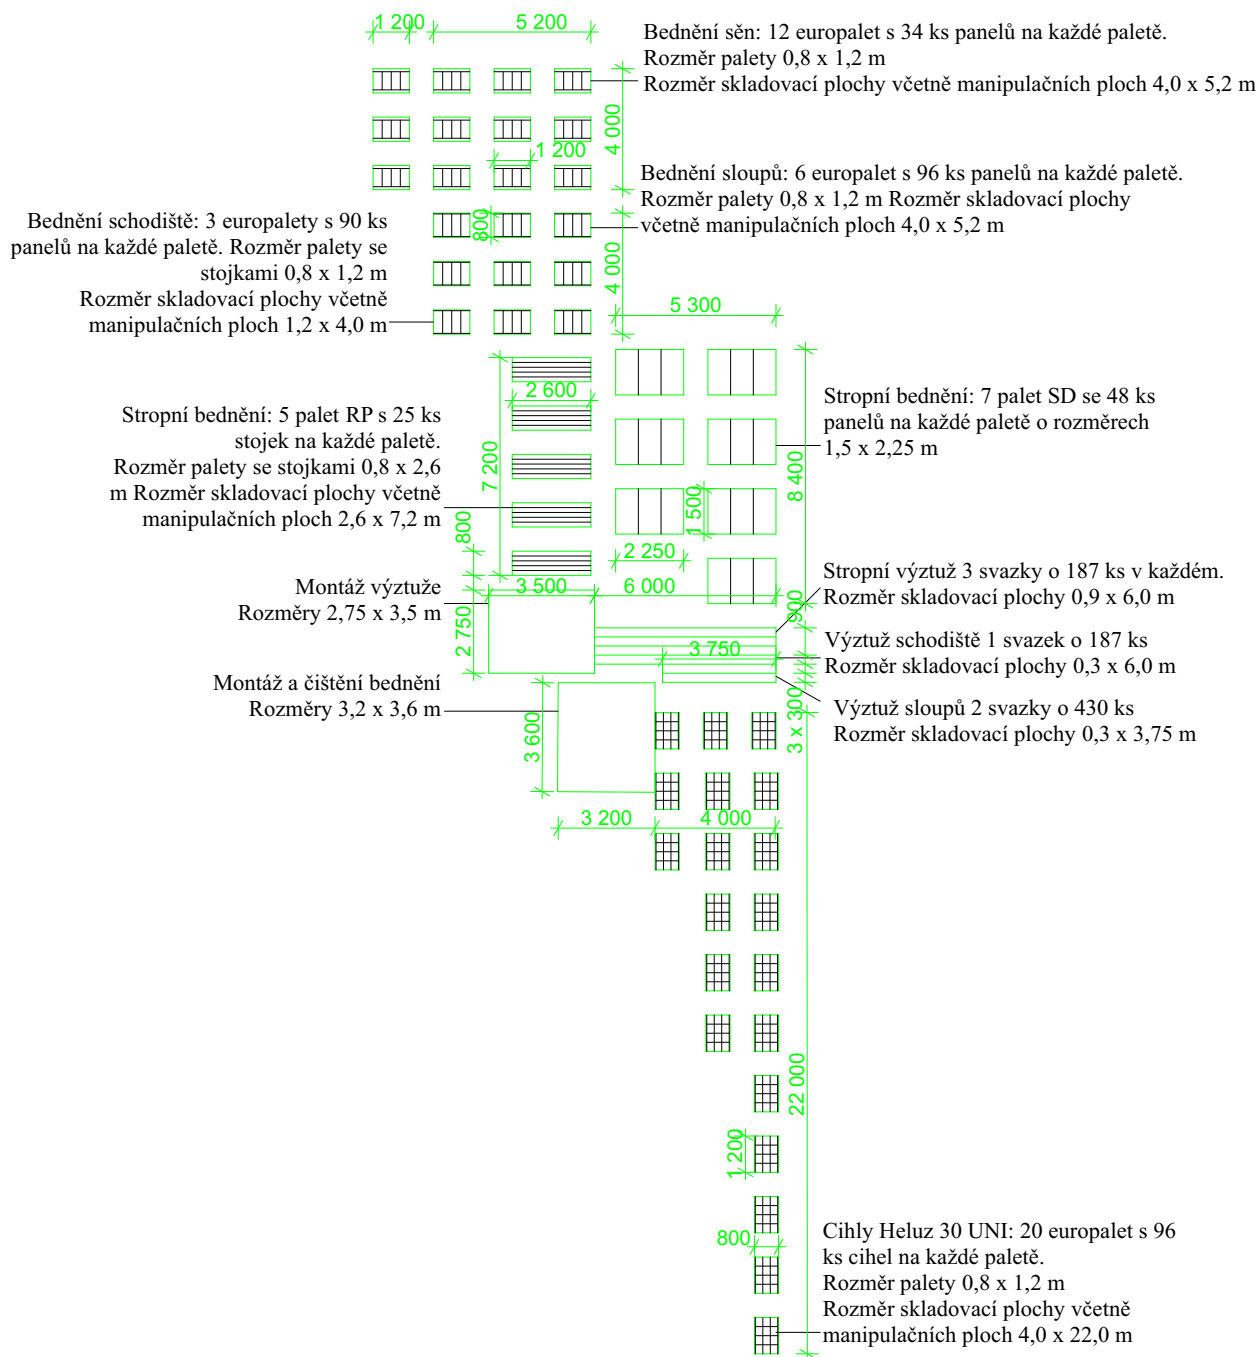 1 200
5 200
Bednění sěn: 12 europalet s 34 ks panelů na každé paletě.
Rozměr palety 0,8 x 1,2 m
Rozměr skladovací plochy včetně manipulačních ploch 4,0 x 5,2 m
4 000
1 200
Bednění sloupů: 6 europalet s 96 ks panelů na každé paletě.
Rozměr palety 0,8 x 1,2 m Rozměr skladovací plochy
včetně manipulačních ploch 4,0 x 5,2 m
800
4 000
Bednění schodiště: 3 europalety s 90 ks
panelů na každé paletě. Rozměr palety se
stojkami 0,8 x 1,2 m
Rozměr skladovací plochy včetně
manipulačních ploch 1,2 x 4,0 m
5 300
2 600
7 200
800
Stropní bednění: 5 palet RP s 25 ks
stojek na každé paletě.
Rozměr palety se stojkami 0,8 x 2,6
m Rozměr skladovací plochy včetně
manipulačních ploch 2,6 x 7,2 m
Stropní bednění: 7 palet SD se 48 ks
panelů na každé paletě o rozměrech
1,5 x 2,25 m
8 400
1 500
2 250
3 500
6 000
Montáž výztuže
Rozměry 2,75 x 3,5 m
2 750
900
Stropní výztuž 3 svazky o 187 ks v každém.
Rozměr skladovací plochy 0,9 x 6,0 m
3 750
Výztuž schodiště 1 svazek o 187 ks
Rozměr skladovací plochy 0,3 x 6,0 m
Montáž a čištění bednění
Rozměry 3,2 x 3,6 m
3 600
3 x 300
Výztuž sloupů 2 svazky o 430 ks
Rozměr skladovací plochy 0,3 x 3,75 m
3 200
4 000
22 000
1 200
800
Cihly Heluz 30 UNI: 20 europalet s 96
ks cihel na každé paletě.
Rozměr palety 0,8 x 1,2 m
Rozměr skladovací plochy včetně
manipulačních ploch 4,0 x 22,0 m